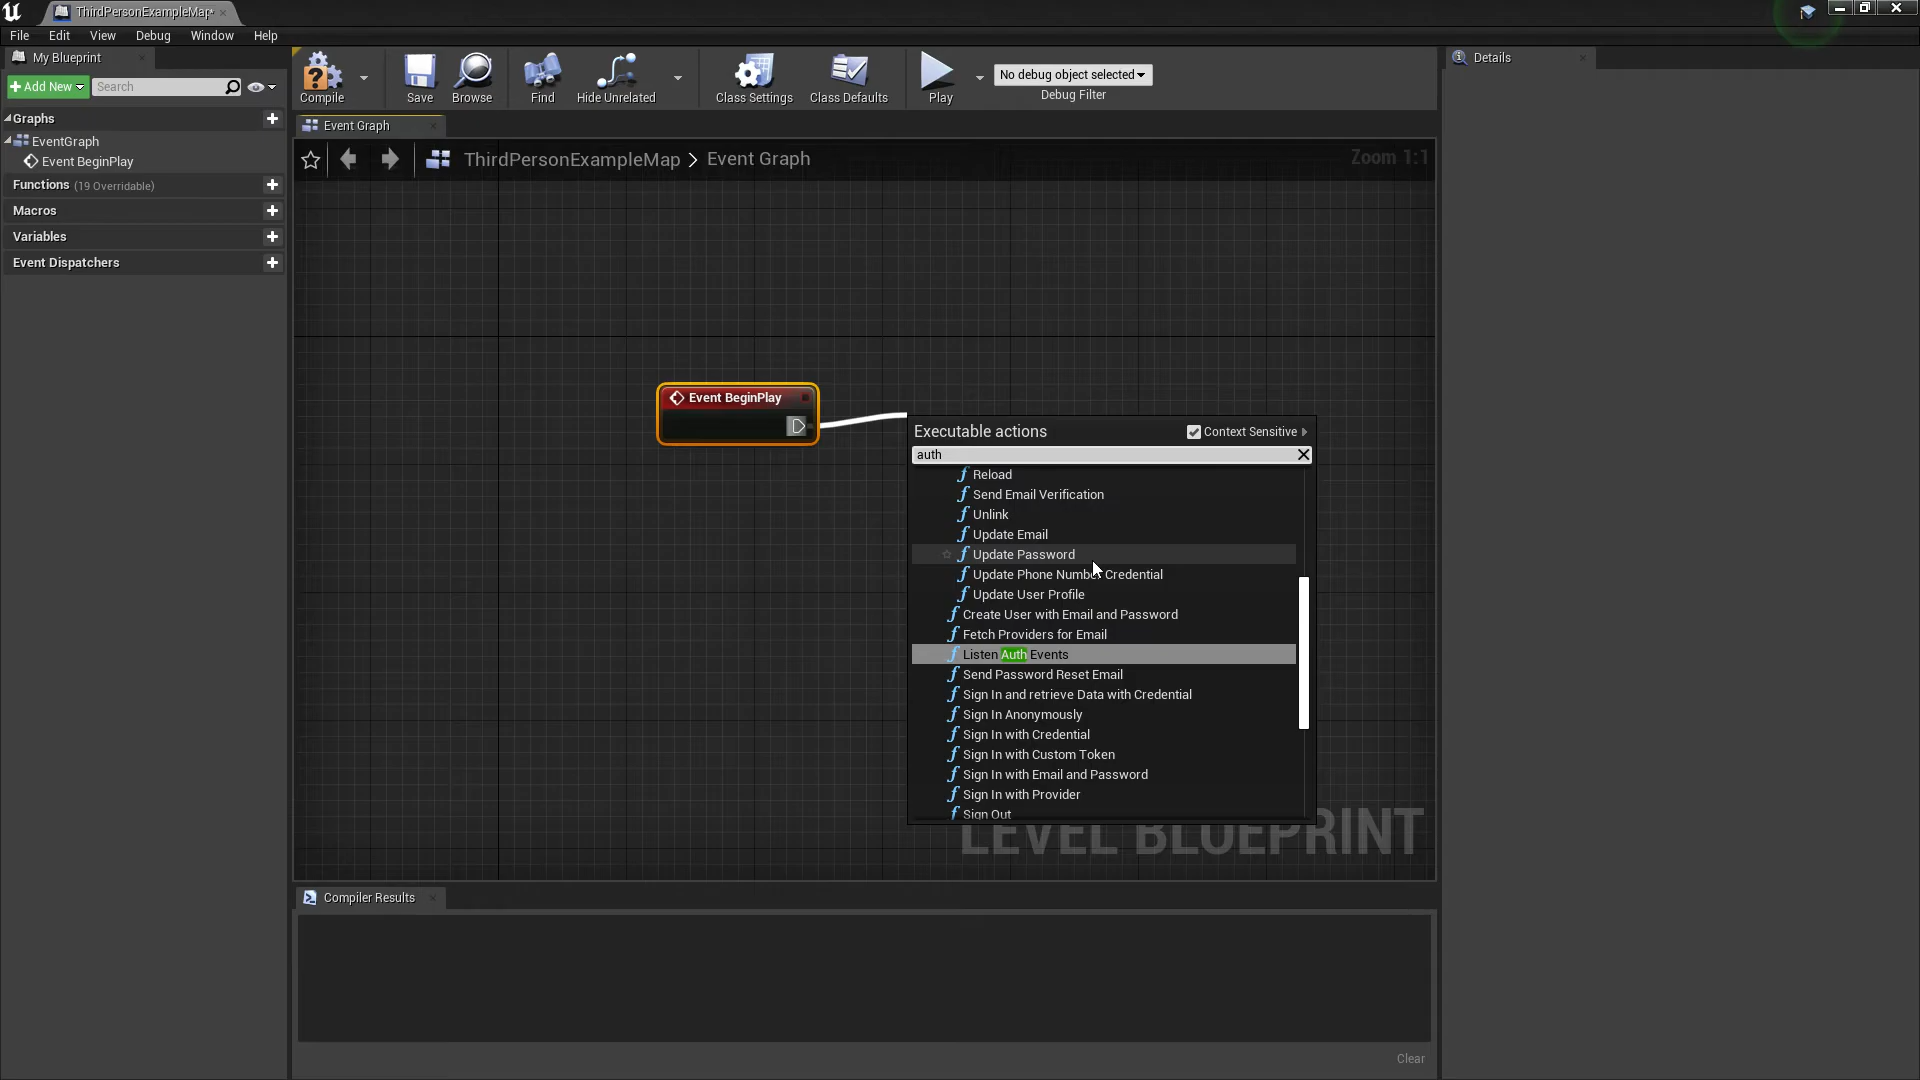 ThirdPersonExampleMap*
File Edit View Debug Window Help
My Blueprint
Add New
Search
Graphs
EventGraph
Event BeginPlay
Functions (19 Overridable)
Macros
Variables
Event Dispatchers
Compile
Save
Browse
Find
Hide Unrelated
Class Settings
Class Defaults
Play
No debug object selected
Debug Filter
Event Graph
ThirdPersonExampleMap > Event Graph
Zoom 1:1
Event BeginPlay
Executable actions
Context Sensitive
auth
Reload
Send Email Verification
Unlink
Update Email
Update Password
Update Phone Number Credential
Update User Profile
Create User with Email and Password
Fetch Providers for Email
Listen Auth Events
Send Password Reset Email
Sign In and retrieve Data with Credential
Sign In Anonymously
Sign In with Credential
Sign In with Custom Token
Sign In with Email and Password
Sign In with Provider
Sign Out
LEVEL BLUEPRINT
Compiler Results
Clear
Details